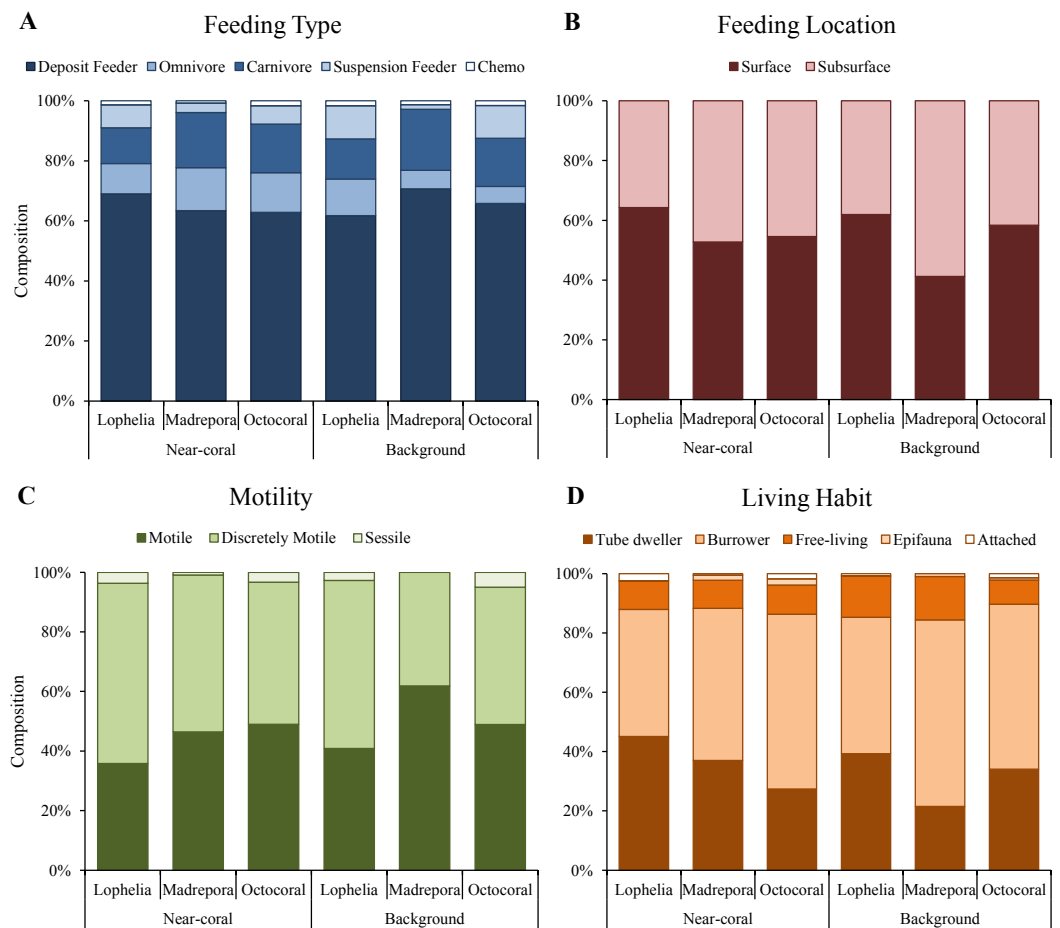 A
Feeding Type
Deposit Feeder Omnivore Carnivore Suspension Feeder Chemo
100%
80%
60%
40%
20%
0%
Composition
Lophelia Madrepora Octocoral Lophelia Madrepora Octocoral
Near-coral Background
B
Feeding Location
Surface Subsurface
100%
80%
60%
40%
20%
0%
Lophelia Madrepora Octocoral Lophelia Madrepora Octocoral
Near-coral Background
C
Motility
Motile Discretely Motile Sessile
100%
80%
60%
40%
20%
0%
Composition
Lophelia Madrepora Octocoral Lophelia Madrepora Octocoral
Near-coral Background
D
Living Habit
Tube dweller Burrower Free-living Epifauna Attached
100%
80%
60%
40%
20%
0%
Lophelia Madrepora Octocoral Lophelia Madrepora Octocoral
Near-coral Background